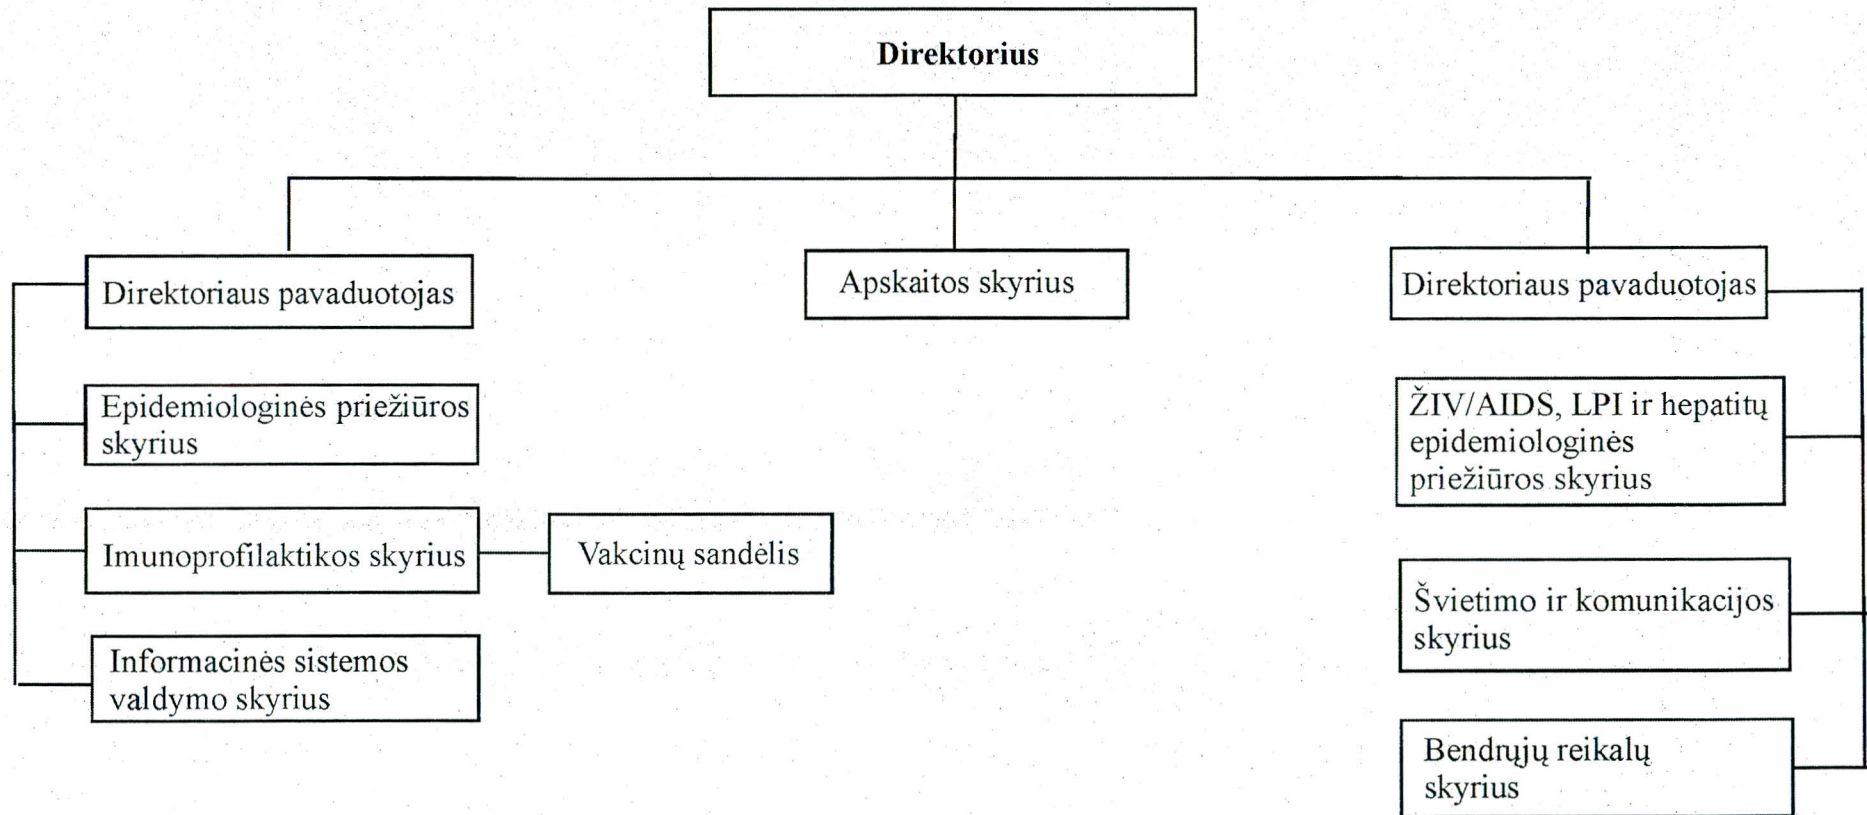 Direktorius
Direktoriaus pavaduotojas
Apskaitos skyrius
Direktoriaus pavaduotojas
Epidemiologinės priežiūros
skyrius
Imunoprofilaktikos skyrius
Vakcinų sandėlis
Informacinės sistemos
valdymo skyrius
ŽIV/AIDS, LPI ir hepatitų
epidemiologinės
priežiūros skyrius
Švietimo ir komunikacijos
skyrius
Bendrųjų reikalų
skyrius